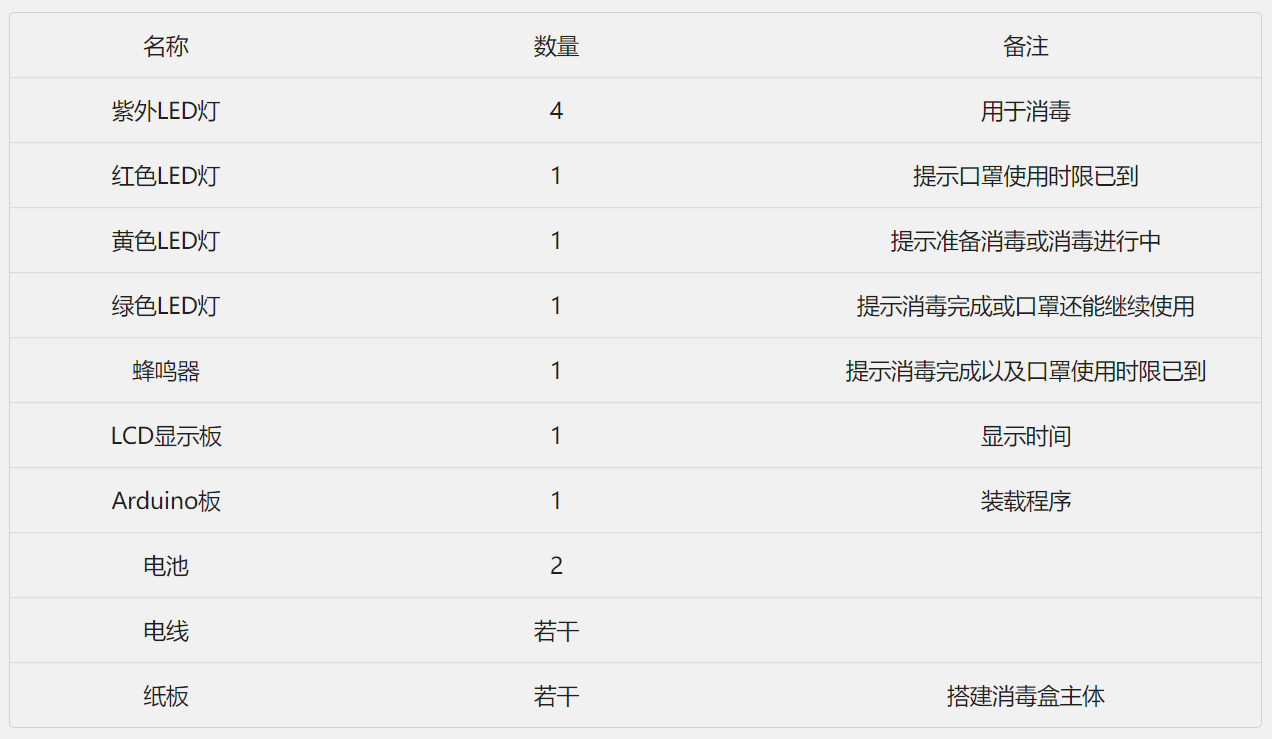 名称 数量 备注
紫外LED灯 4 用于消毒
红色LED灯 1 提示口罩使用时限已到
黄色LED灯 1 提示准备消毒或消毒进行中
绿色LED灯 1 提示消毒完成或口罩还能继续使用
蜂鸣器 1 提示消毒完成以及口罩使用时限已到
LCD显示板 1 显示时间
Arduino板 1 装载程序
电池 2
电线 若干
纸板 若干 搭建消毒盒主体